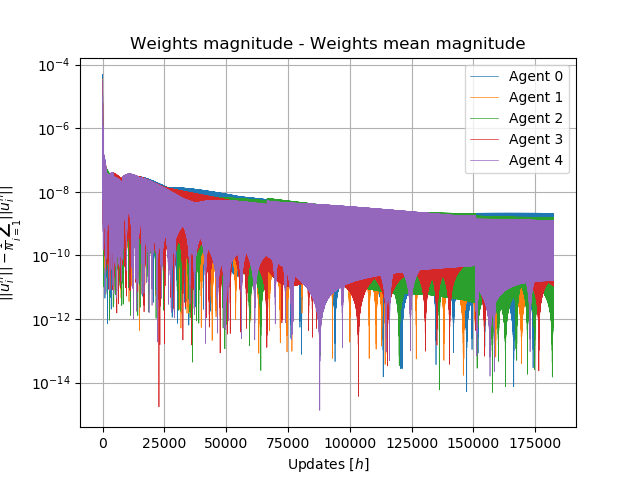 Weights magnitude - Weights mean magnitude
10⁻⁴
10⁻⁶
10⁻⁸
10⁻¹⁰
10⁻¹²
10⁻¹⁴
Agent 0
Agent 1
Agent 2
Agent 3
Agent 4
0 25000 50000 75000 100000 125000 150000 175000
Updates [h]